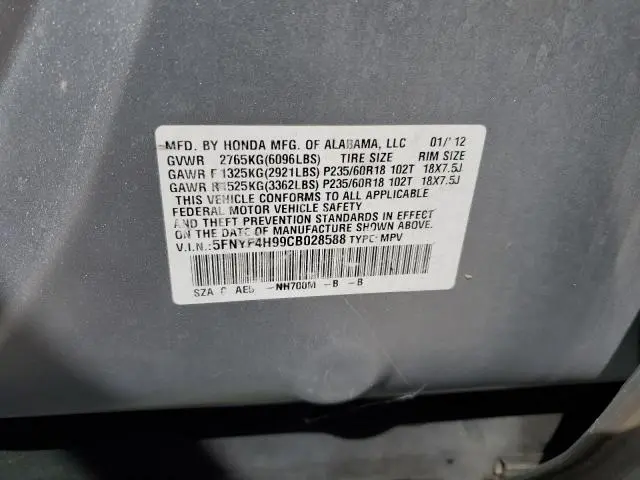 MFD. BY HONDA MFG. OF ALABAMA, LLC 01/12
GVWR 2765KG(6096LBS) TIRE SIZE RIM SIZE
GAWR F 1325KG(2921LBS) P235/60R18 102T 18X7.5J
GAWR R 1525KG(3362LBS) P235/60R18 102T 18X7.5J
THIS VEHICLE CONFORMS TO ALL APPLICABLE
FEDERAL MOTOR VEHICLE SAFETY
AND THEFT PREVENTION STANDARDS IN EFFECT
ON THE DATE OF MANUFACTURE SHOWN ABOVE.
V.I.N.: 5FNYF4H99CB028588 TYPE: MPV
SZA AE NH700M -B -B